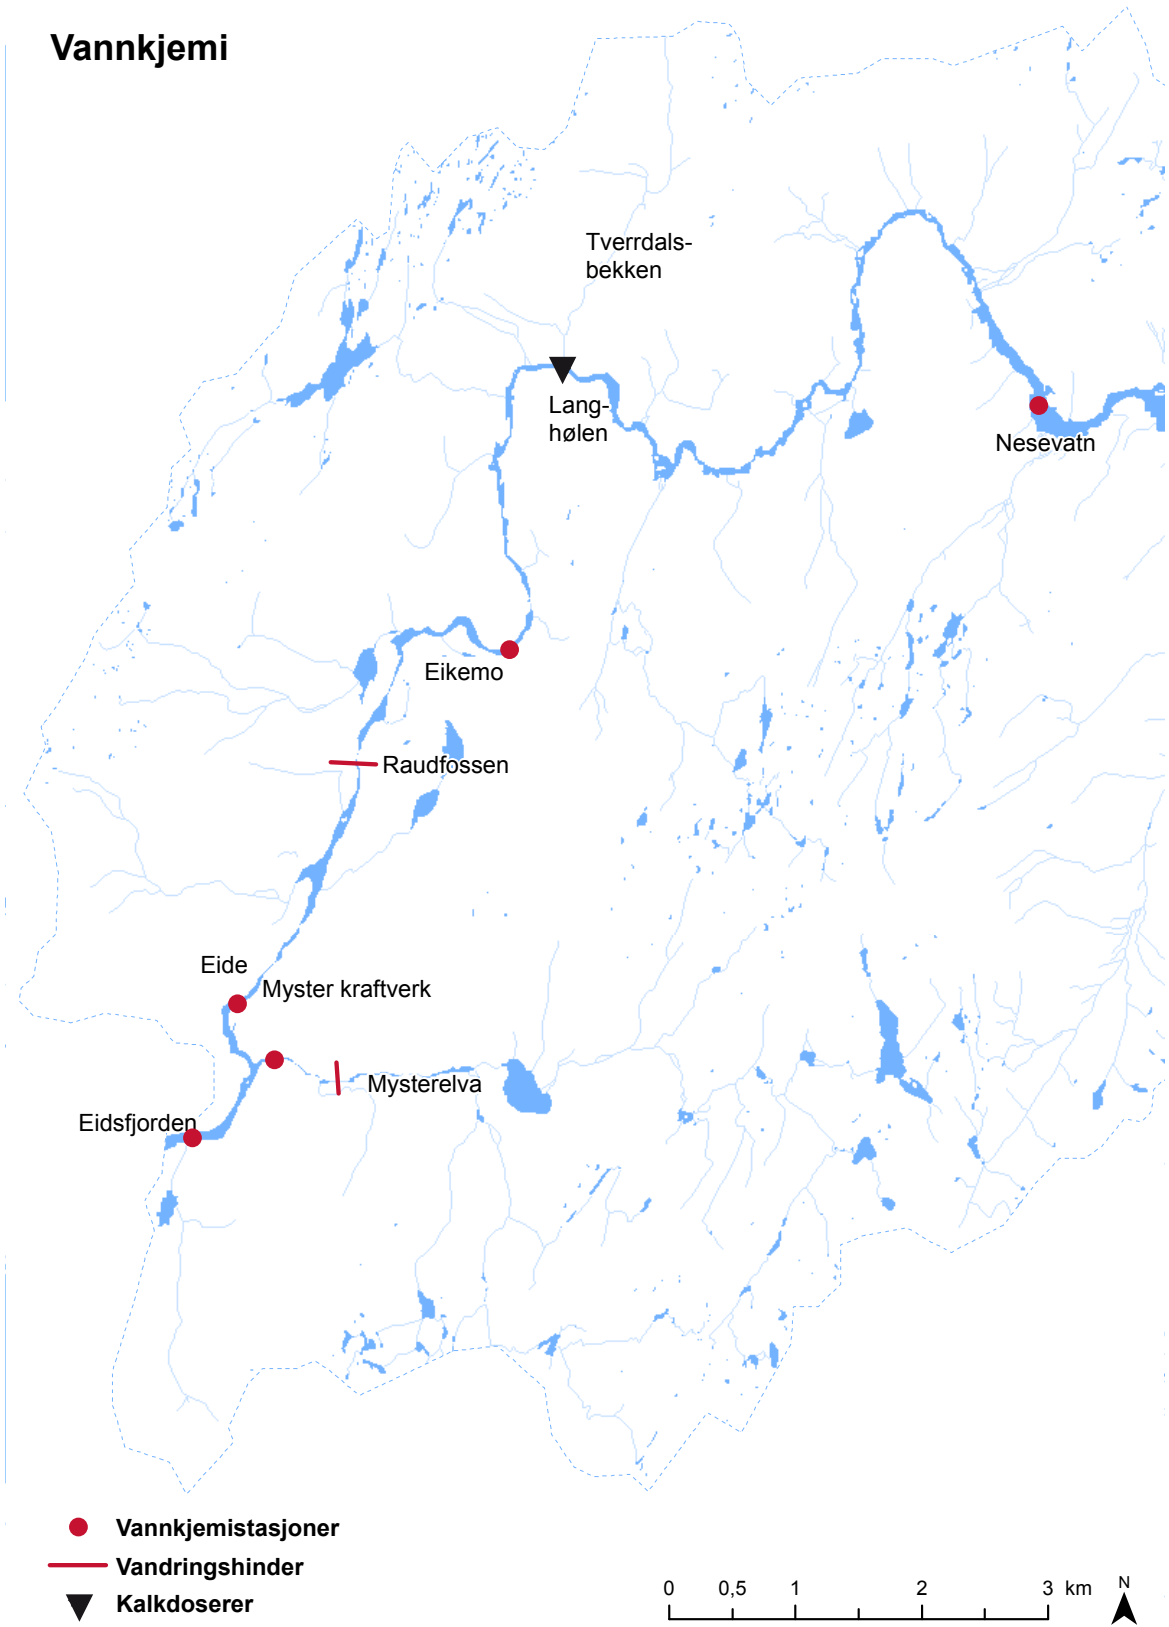 Vannkjemi
Tverrdals-
bekken
Lang-
hølen
Nesevatn
Eikemo
Raudfossen
Eide
Myster kraftverk
Mysterelva
Eidsfjorden
Vannkjemistasjoner
Vandringshinder
Kalkdoserer
0 0,5 1 2 3 km
N